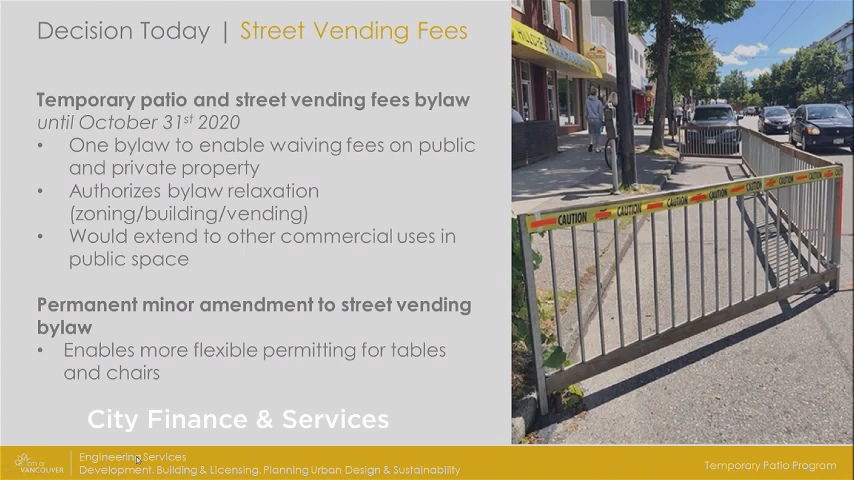 Decision Today | Street Vending Fees
Temporary patio and street vending fees bylaw
until October 31st 2020
• One bylaw to enable waiving fees on public
and private property
• Authorizes bylaw relaxation
(zoning/building/vending)
• Would extend to other commercial uses in
public space
Permanent minor amendment to street vending
bylaw
• Enables more flexible permitting for tables
and chairs
City Finance & Services
CAUTION CAUTION CAUTION CAUTION CAUTION CAUTION
CITY OF
VANCOUVER
Engineering Services
Development, Building & Licensing, Planning Urban Design & Sustainability
Temporary Patio Program